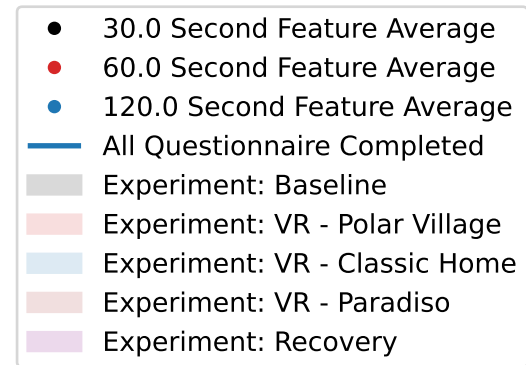 30.0 Second Feature Average
60.0 Second Feature Average
120.0 Second Feature Average
All Questionnaire Completed
Experiment: Baseline
Experiment: VR - Polar Village
Experiment: VR - Classic Home
Experiment: VR - Paradiso
Experiment: Recovery